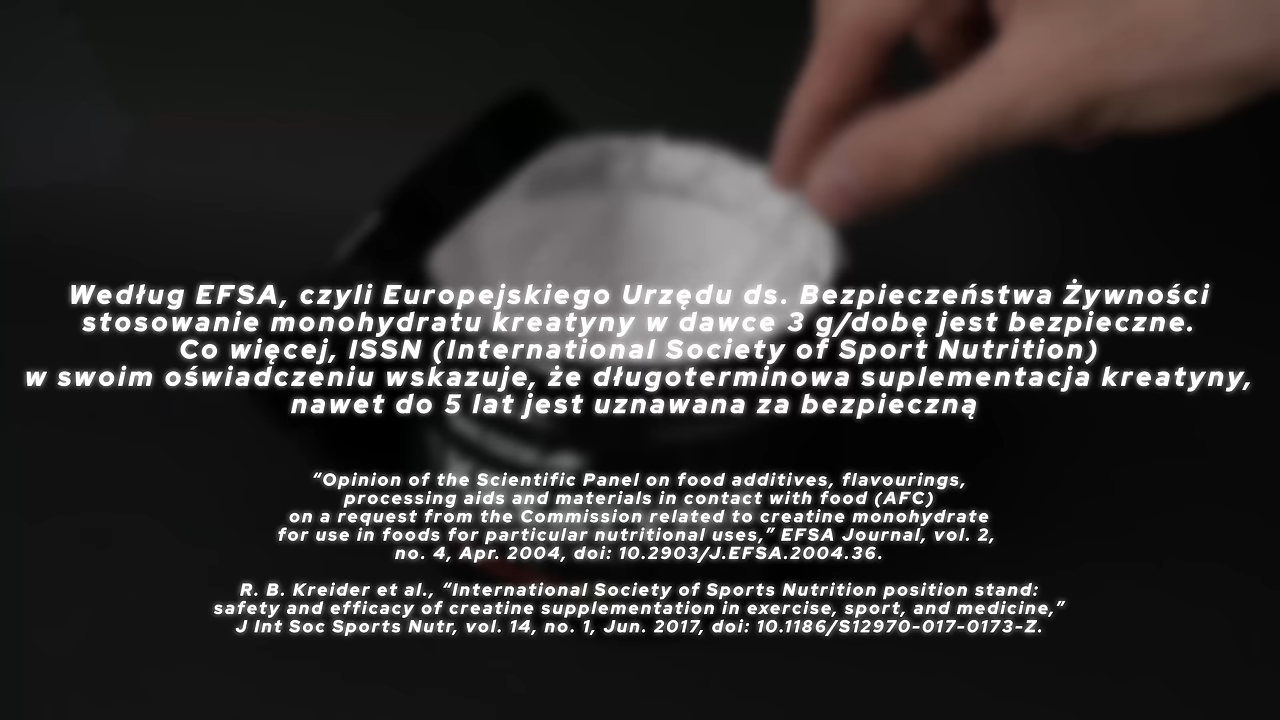 Według EFSA, czyli Europejskiego Urzędu ds. Bezpieczeństwa Żywności
stosowanie monohydratu kreatyny w dawce 3 g/dobę jest bezpieczne.
Co więcej, ISSN (International Society of Sport Nutrition)
w swoim oświadczeniu wskazuje, że długoterminowa suplementacja kreatyny,
nawet do 5 lat jest uznawana za bezpieczną
“Opinion of the Scientific Panel on food additives, flavourings,
processing aids and materials in contact with food (AFC)
on a request from the Commission related to creatine monohydrate
for use in foods for particular nutritional uses,” EFSA Journal, vol. 2,
no. 4, Apr. 2004, doi: 10.2903/J.EFSA.2004.36.
R. B. Kreider et al., “International Society of Sports Nutrition position stand:
safety and efficacy of creatine supplementation in exercise, sport, and medicine,”
J Int Soc Sports Nutr, vol. 14, no. 1, Jun. 2017, doi: 10.1186/S12970-017-0173-Z.